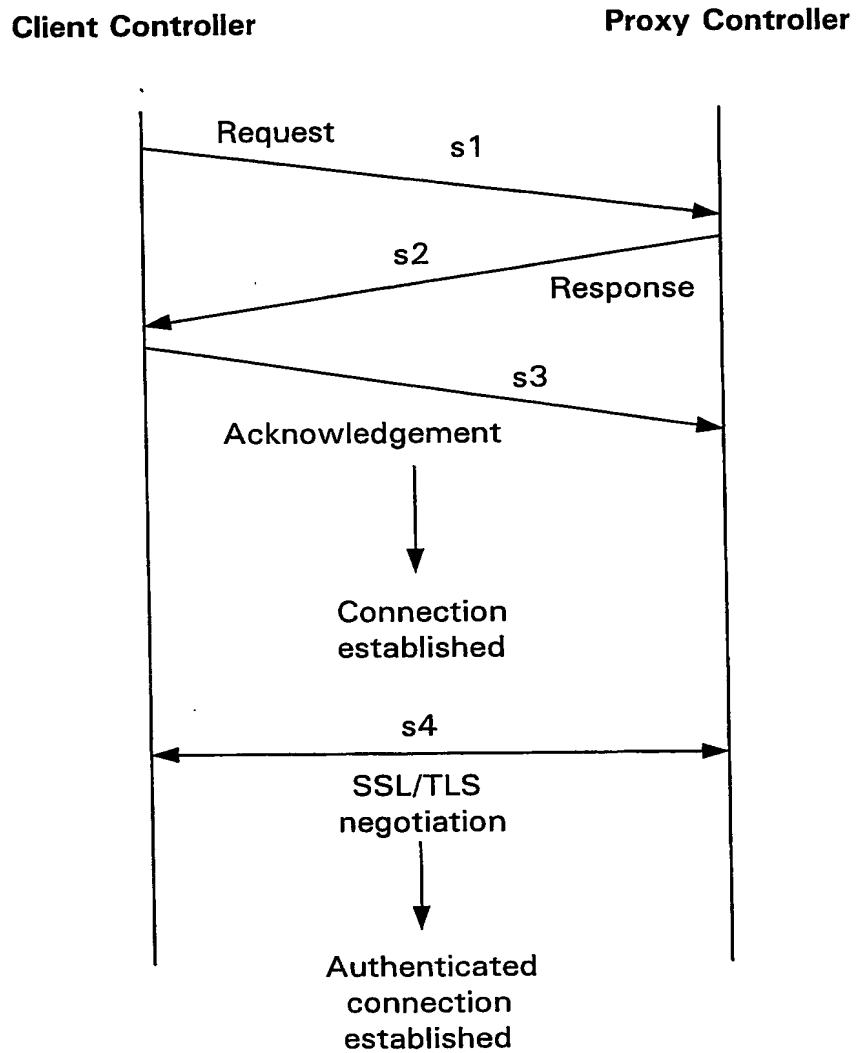 Client Controller
Proxy Controller
Request
s1
s2
Response
s3
Acknowledgement
Connection
established
s4
SSL/TLS
negotiation
Authenticated
connection
established